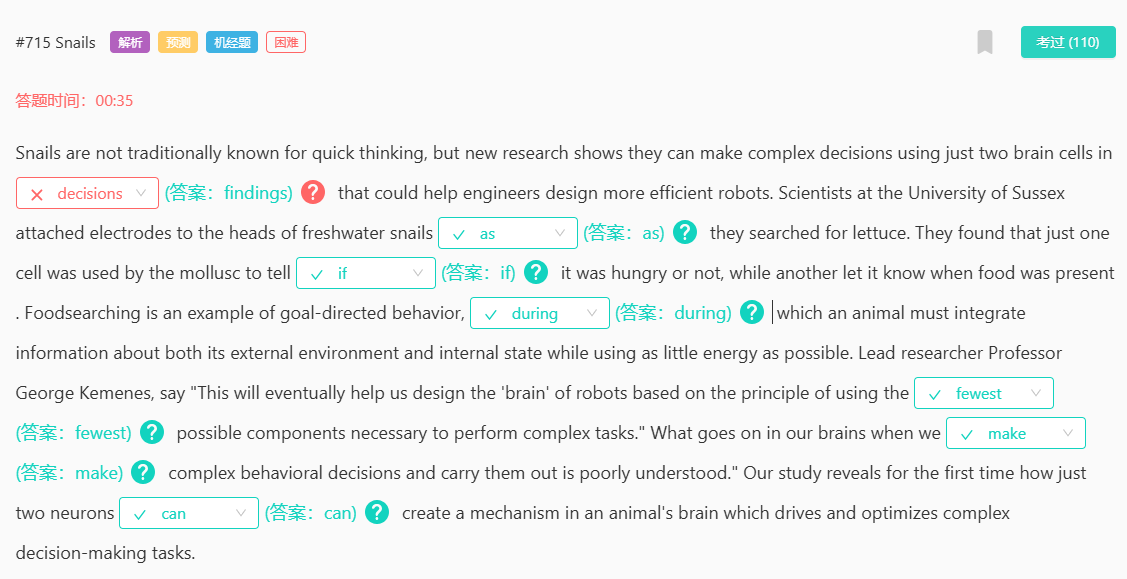 #715 Snails 解析 预测 机经题 困难 考过 (110)
答题时间：00:35
Snails are not traditionally known for quick thinking, but new research shows they can make complex decisions using just two brain cells in
decisions (答案：findings) ? that could help engineers design more efficient robots. Scientists at the University of Sussex
attached electrodes to the heads of freshwater snails as (答案：as) ? they searched for lettuce. They found that just one
cell was used by the mollusc to tell if (答案：if) ? it was hungry or not, while another let it know when food was present
. Foodsearching is an example of goal-directed behavior, during (答案：during) ? which an animal must integrate
information about both its external environment and internal state while using as little energy as possible. Lead researcher Professor
George Kemenes, say "This will eventually help us design the 'brain' of robots based on the principle of using the fewest
(答案：fewest) ? possible components necessary to perform complex tasks." What goes on in our brains when we make
(答案：make) ? complex behavioral decisions and carry them out is poorly understood." Our study reveals for the first time how just
two neurons can (答案：can) ? create a mechanism in an animal's brain which drives and optimizes complex
decision-making tasks.